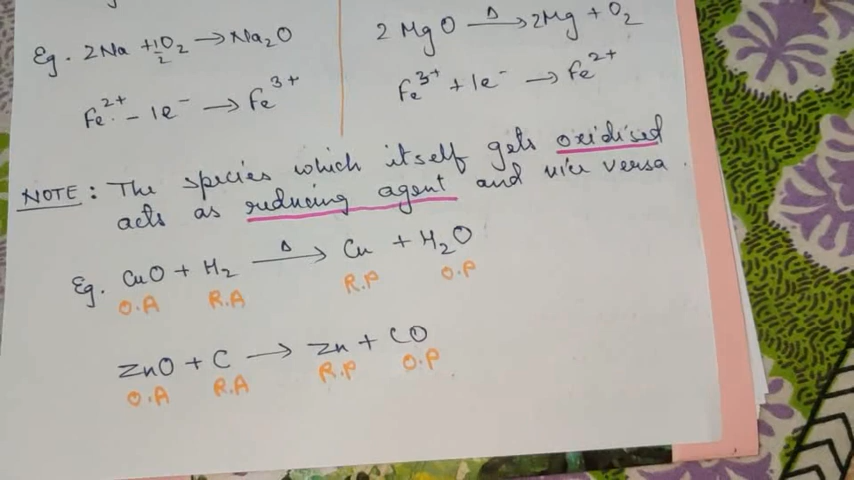 Eg. 2Na + 1/2 O₂ → Na₂O
2 MgO —Δ→ 2Mg + O₂
Fe²⁺ - 1e⁻ → Fe³⁺
Fe³⁺ + 1e⁻ → Fe²⁺
NOTE: The species which itself gets oxidised
acts as reducing agent and vice versa.
Eg. CuO + H₂ —Δ→ Cu + H₂O
O.A R.A R.P O.P
ZnO + C → Zn + CO
O.A R.A R.P O.P